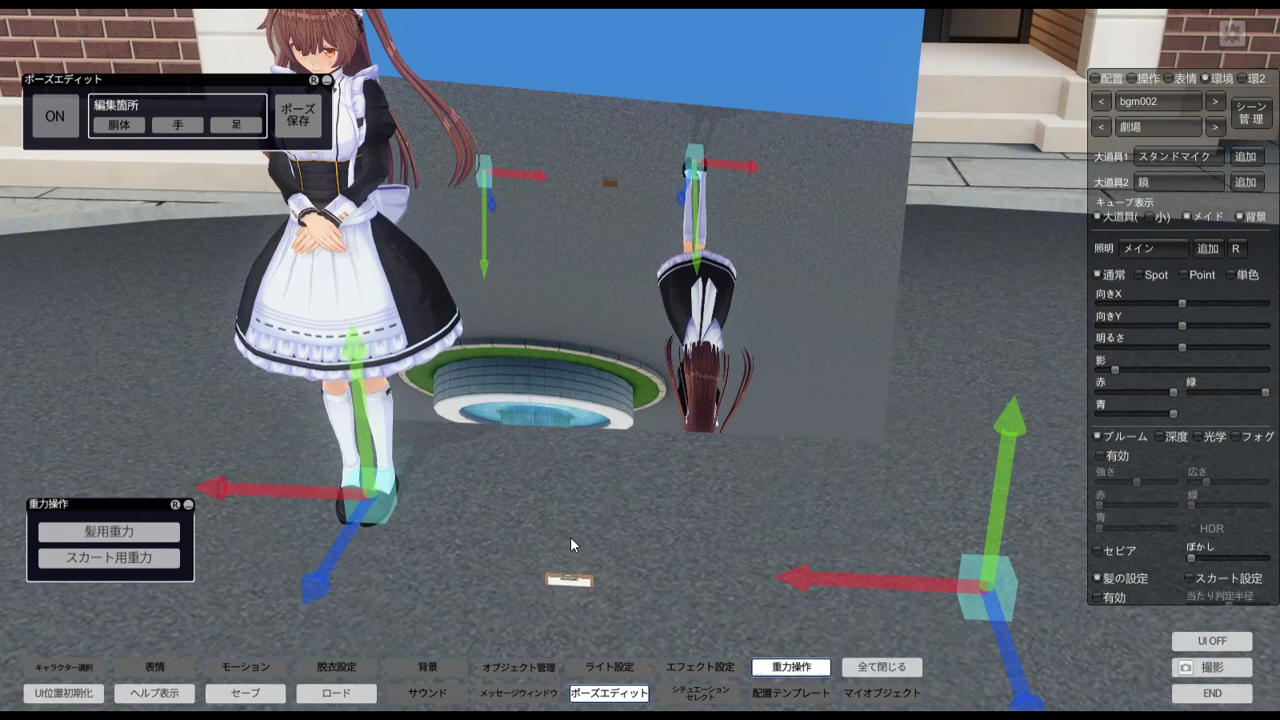 ポーズエディット
R
ON
編集箇所
胴体
手
足
ポーズ
保存
配置
操作
表情
環境
環2
<
bgm002
>
シーン
管 理
<
劇場
>
大道具1
スタンドマイク
追加
大道具2
鏡
追加
キューブ表示
大道具(
小)
メイド
背景
照明
メイン
追加
R
通常
Spot
Point
単色
向きX
向きY
明るさ
影
赤
緑
青
ブルーム
深度
光学
フォグ
有効
強さ
広さ
赤
緑
青
HDR
セピア
ぼかし
髪の設定
スカート設定
有効
当たり判定半径
重力操作
R
髪用重力
スカート用重力
UI OFF
キャラクター選択
表情
モーション
脱衣設定
背景
オブジェクト管理
ライト設定
エフェクト設定
重力操作
全て閉じる
撮影
UI位置初期化
ヘルプ表示
セーブ
ロード
サウンド
メッセージウィンドウ
ポーズエディット
シチュエーション
セレクト
配置テンプレート
マイオブジェクト
END